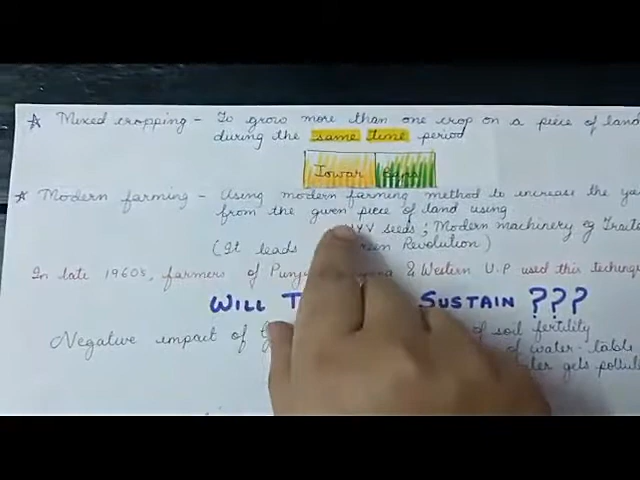 ☆ Mixed cropping - To grow more than one crop on a piece of land
during the same time period
Jowar Bajra
☆ Modern farming - Using modern farming method to increase the
from the given piece of land using
HYV seeds; Modern machinery eg
(It leads Green Revolution)
In late 1960s, farmers of & Western U.P used this
WILL SUSTAIN ???
Negative impact of of soil fertility
of water-table
gets